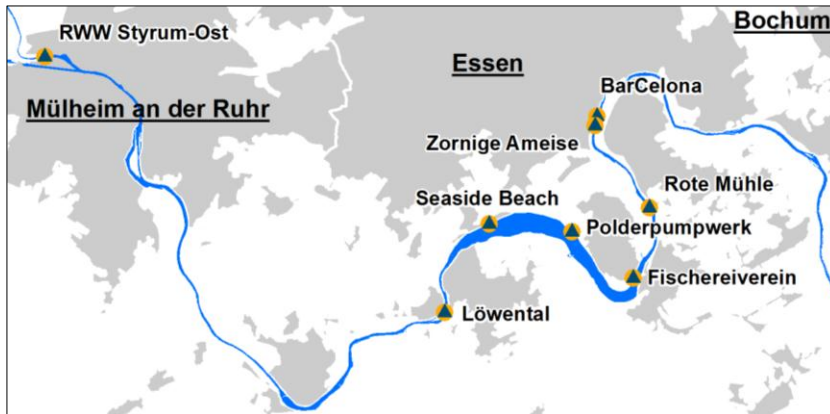 Bochum
RWW Styrum-Ost
Essen
BarCelona
Mülheim an der Ruhr
Zornige Ameise
Rote Mühle
Seaside Beach
Polderpumpwerk
Fischereiverein
Löwental